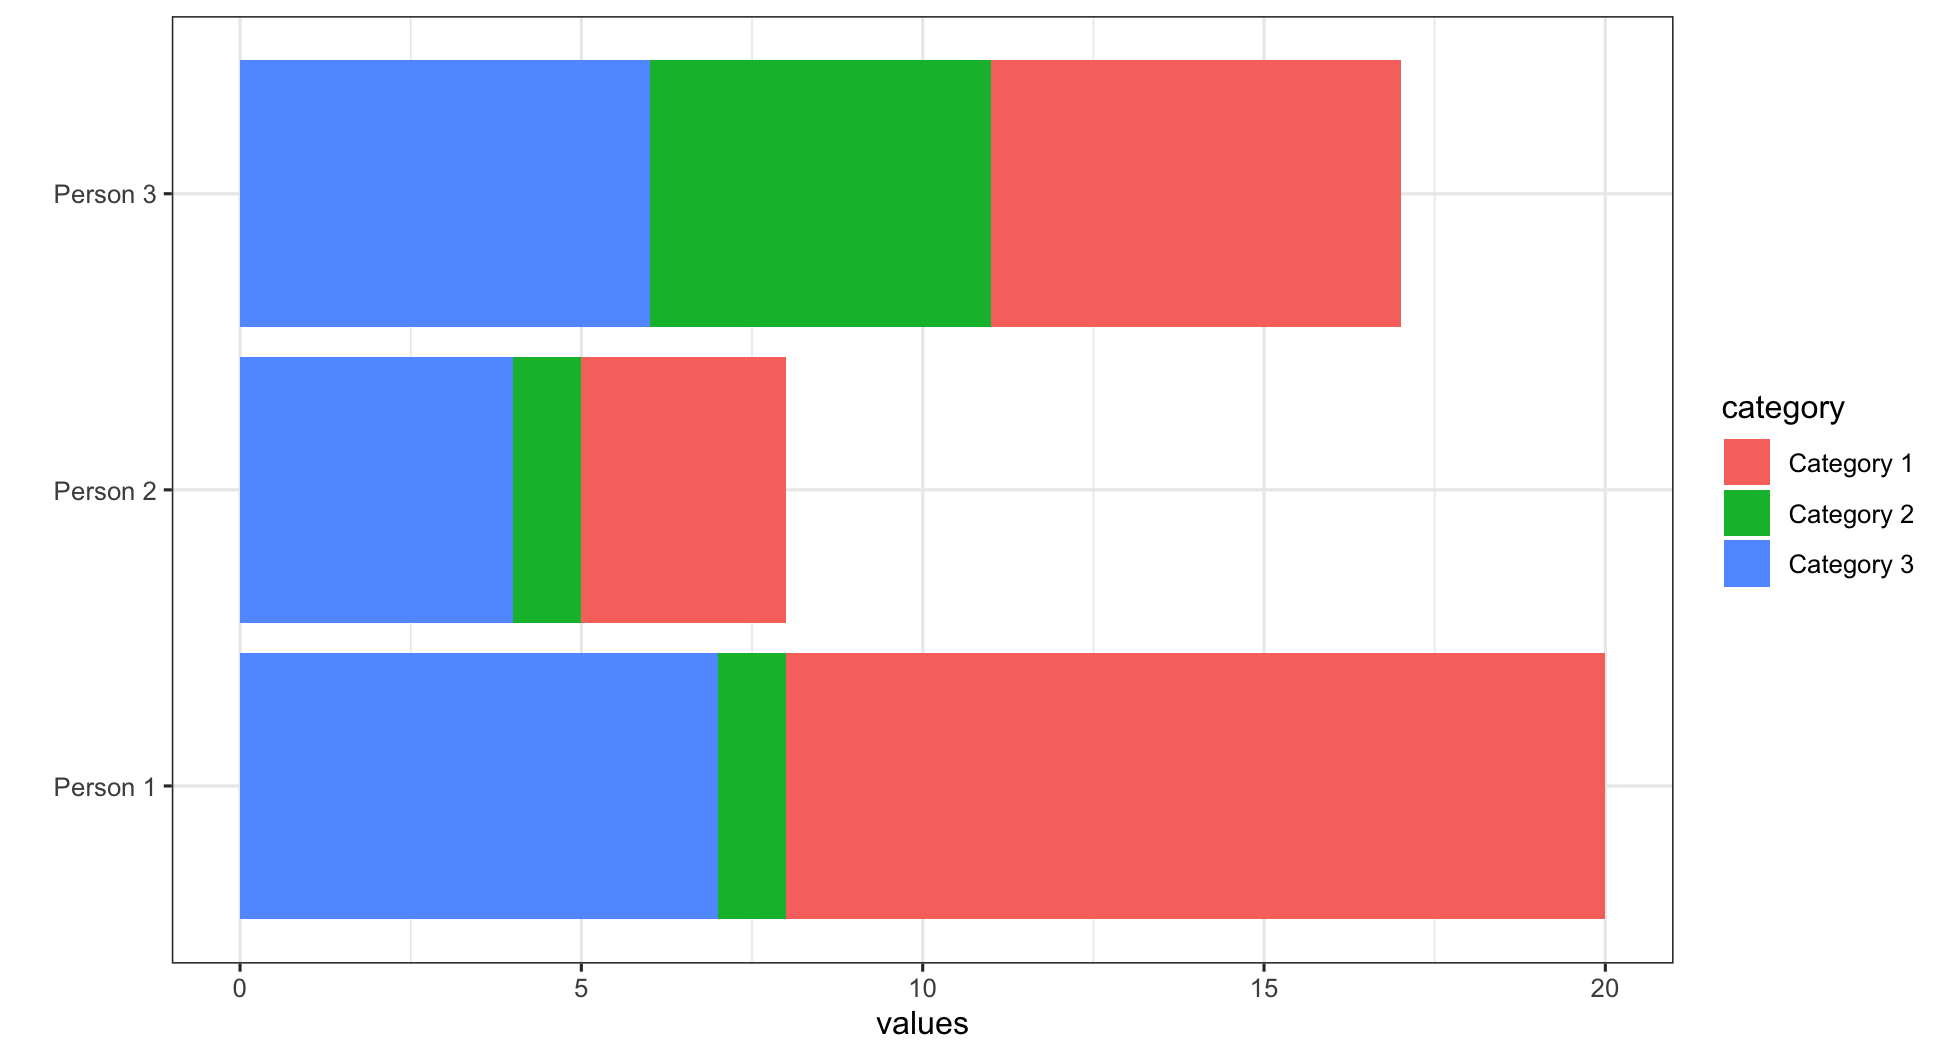 Person 3
Person 2
Person 1
0 5 10 15 20
values
category
Category 1
Category 2
Category 3